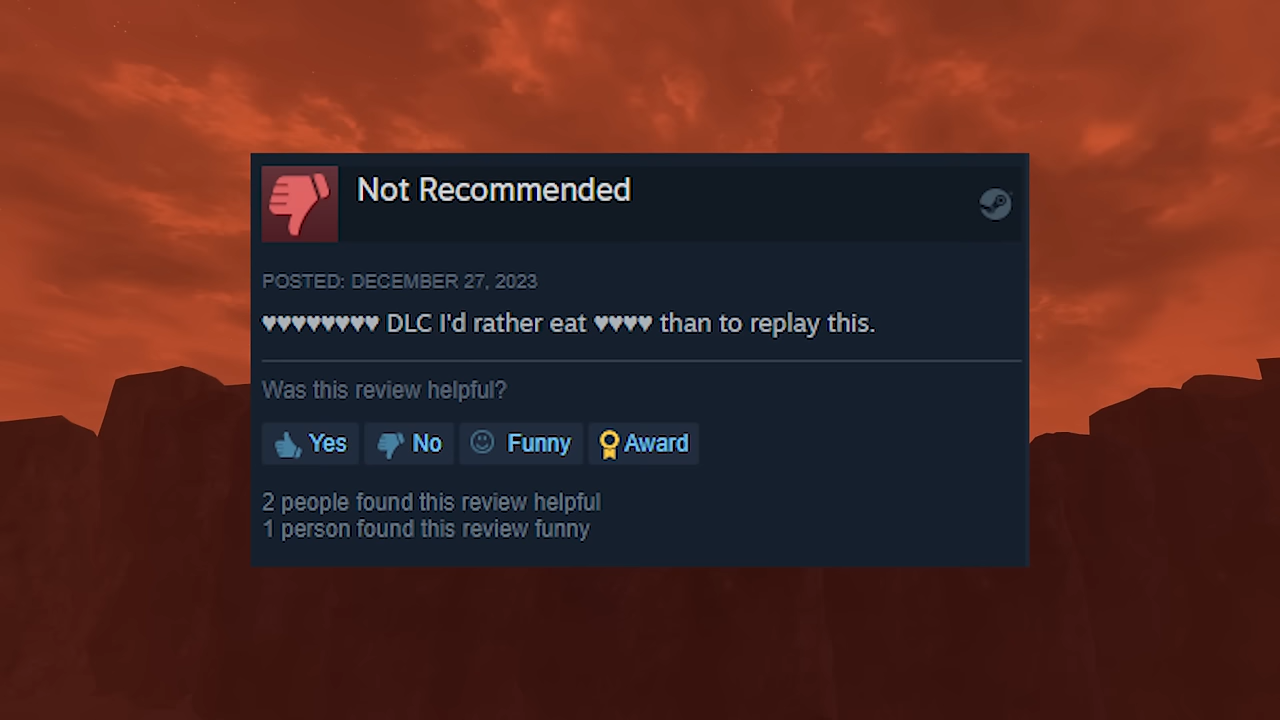 Not Recommended
POSTED: DECEMBER 27, 2023
♥♥♥♥♥♥♥♥ DLC I'd rather eat ♥♥♥♥ than to replay this.
Was this review helpful?
Yes No Funny Award
2 people found this review helpful
1 person found this review funny